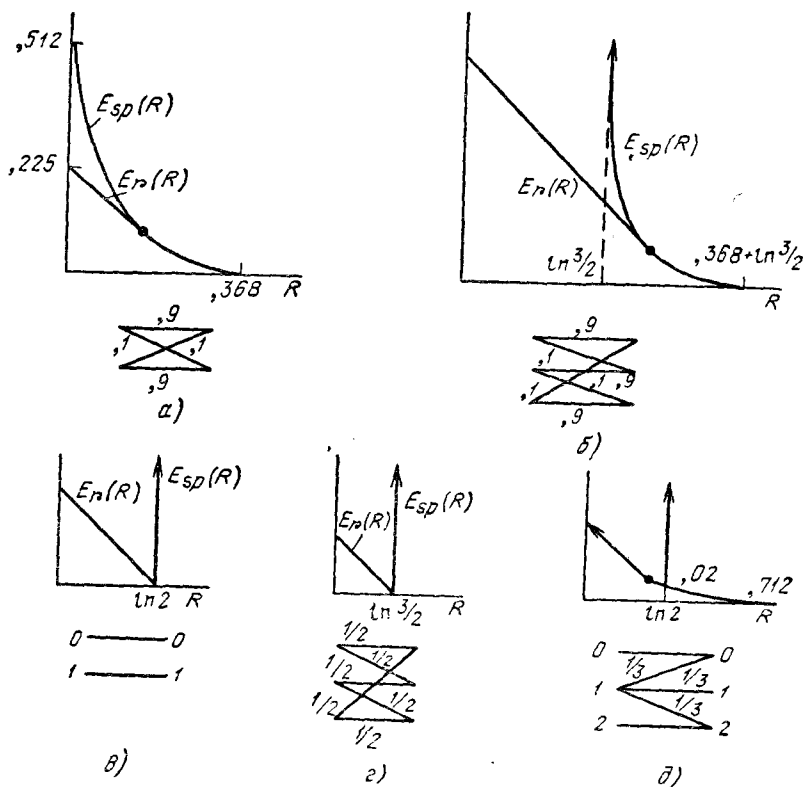 ,512
E_sp(R)
,225
E_r(R)
,368 R
,9
,1 ,1
,9
а)
E_sp(R)
E_r(R)
ln 3/2 ,368+ln 3/2
R
,9
,1
,1 ,1 ,9
,9
б)
E_r(R) E_sp(R)
ln 2 R
0 0
1 1
в)
E_sp(R)
E_r(R)
ln 3/2 R
1/2
1/2
1/2
1/2 1/2
1/2
г)
,02 ,712
ln 2 R
0 0
1/3
1 1/3 1
1/3
2 2
д)